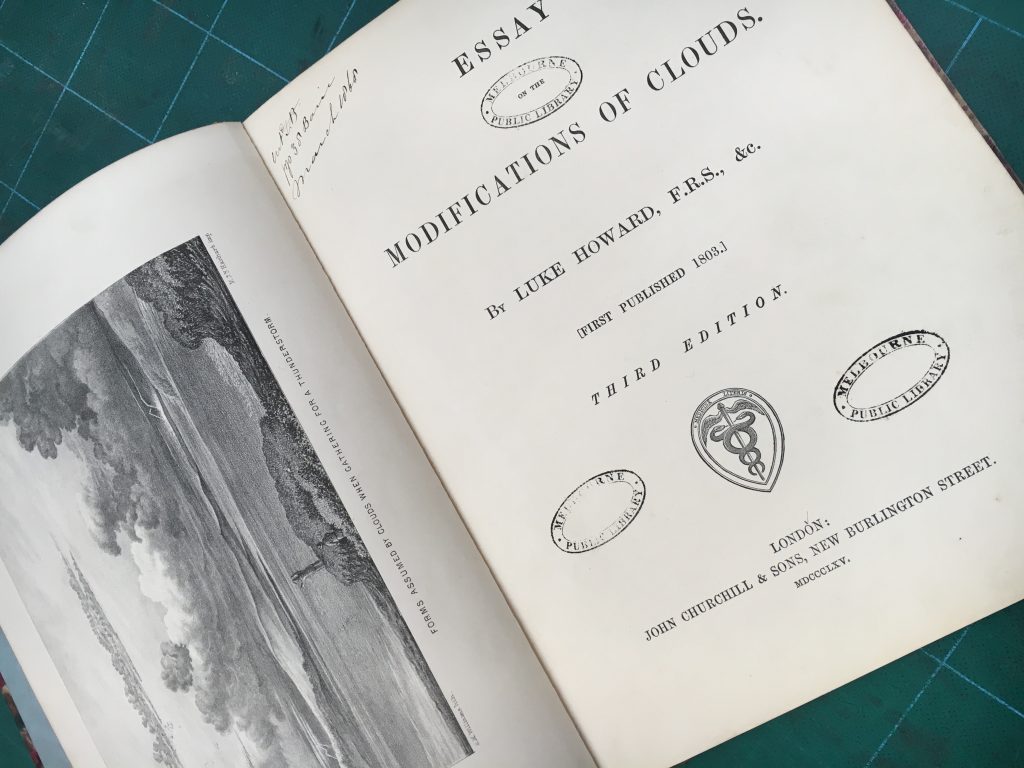 FORMS ASSUMED BY CLOUDS WHEN GATHERING FOR A THUNDERSTORM
March 1868
ESSAY
MELBOURNE
ON THE
PUBLIC LIBRARY
MODIFICATIONS OF CLOUDS.
By LUKE HOWARD, F.R.S., &c.
[FIRST PUBLISHED 1803.]
THIRD EDITION.
MELBOURNE
PUBLIC LIBRARY
MELBOURNE
PUBLIC LIBRARY
LONDON:
JOHN CHURCHILL & SONS, NEW BURLINGTON STREET.
MDCCCLXV.